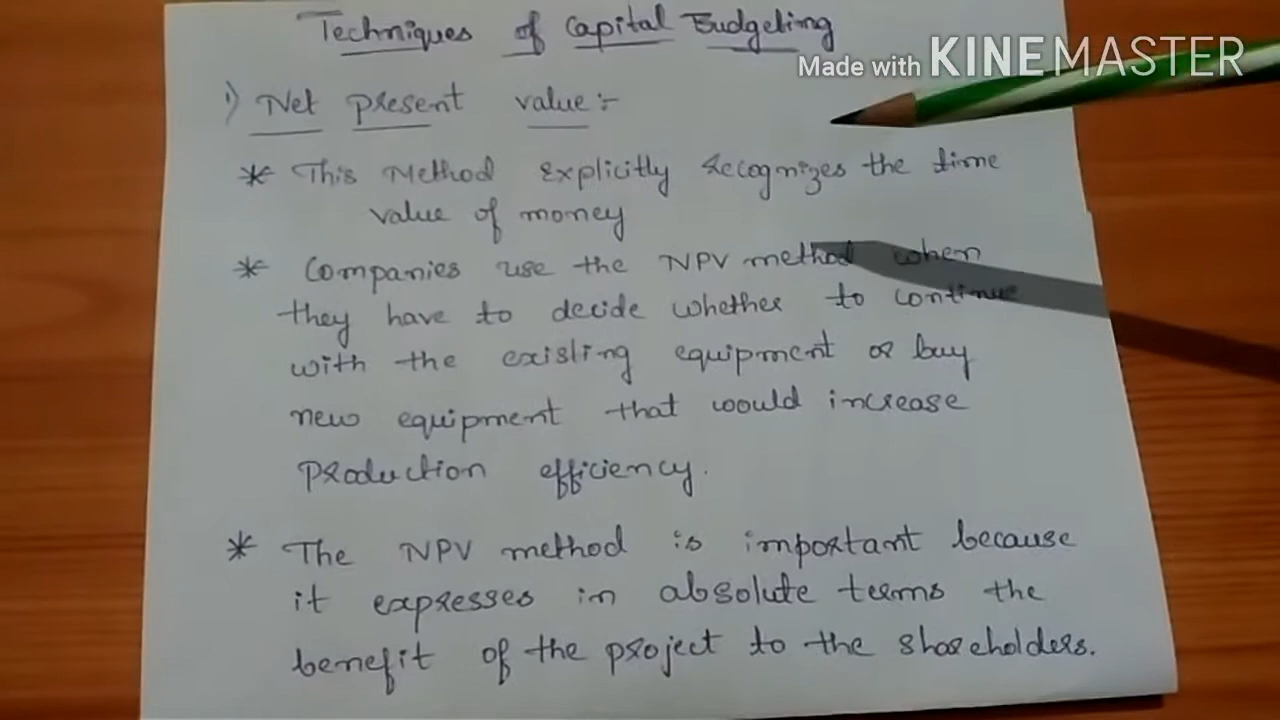 Techniques of Capital Budgeting
Made with KINEMASTER
1) Net present value :-
* This Method Explicitly recognizes the time
value of money
* Companies use the NPV method when
they have to decide whether to continue
with the existing equipment or buy
new equipment that would increase
production efficiency.
* The NPV method is important because
it expresses in absolute terms the
benefit of the project to the shareholders.